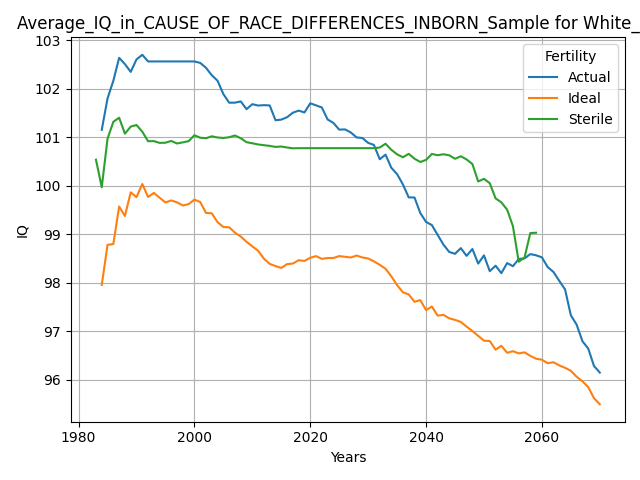 Average_IQ_in_CAUSE_OF_RACE_DIFFERENCES_INBORN_Sample for White_
103
102
101
100
99
98
97
96
IQ
1980
2000
2020
2040
2060
Years
Fertility
Actual
Ideal
Sterile